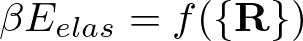 βE_{elas} = f({R})